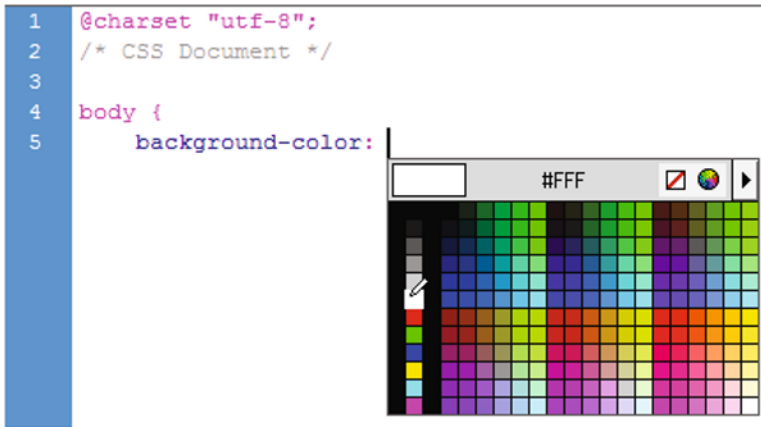 1 @charset "utf-8";
2 /* CSS Document */
3
4 body {
5 background-color:
#FFF